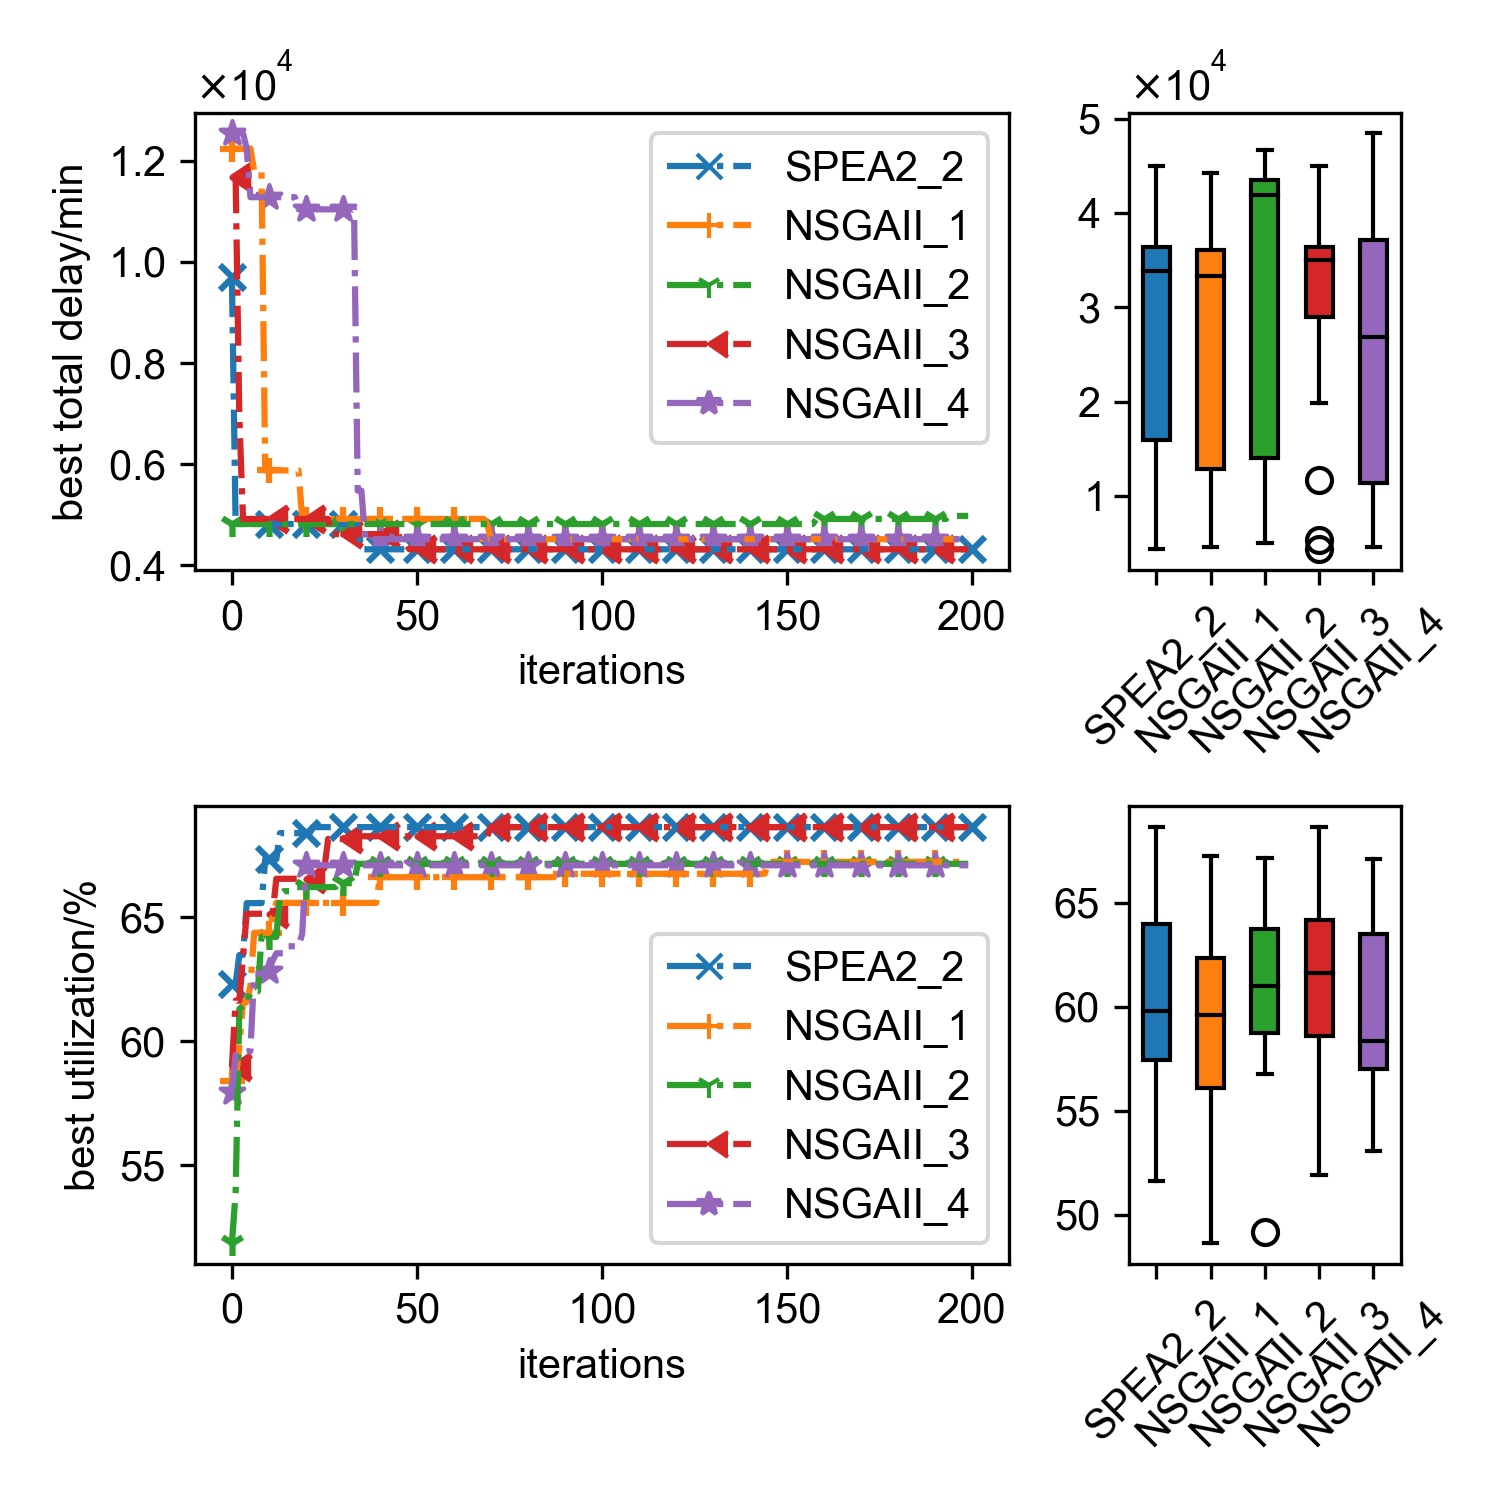 ×10⁴
best total delay/min
1.2
1.0
0.8
0.6
0.4
0
50
100
150
200
iterations
SPEA2_2
NSGAII_1
NSGAII_2
NSGAII_3
NSGAII_4
×10⁴
5
4
3
2
1
SPEA2_2
NSGAII_1
NSGAII_2
NSGAII_3
NSGAII_4
best utilization/%
65
60
55
0
50
100
150
200
iterations
SPEA2_2
NSGAII_1
NSGAII_2
NSGAII_3
NSGAII_4
65
60
55
50
SPEA2_2
NSGAII_1
NSGAII_2
NSGAII_3
NSGAII_4